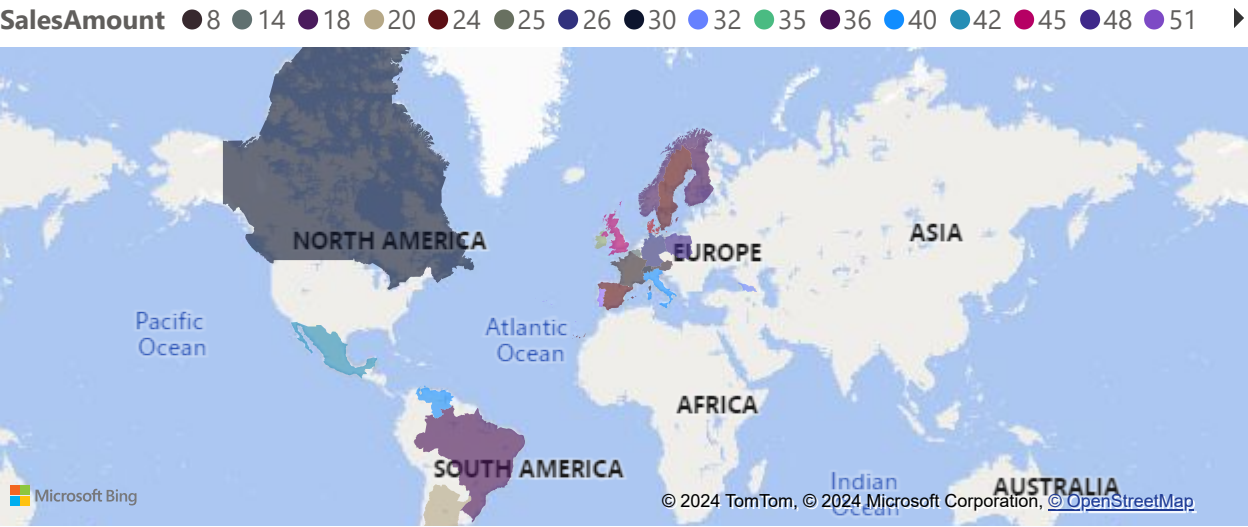 SalesAmount 8 14 18 20 24 25 26 30 32 35 36 40 42 45 48 51
NORTH AMERICA
EUROPE
ASIA
Pacific
Ocean
Atlantic
Ocean
AFRICA
SOUTH AMERICA
Indian
Ocean
AUSTRALIA
Microsoft Bing
© 2024 TomTom, © 2024 Microsoft Corporation, © OpenStreetMap